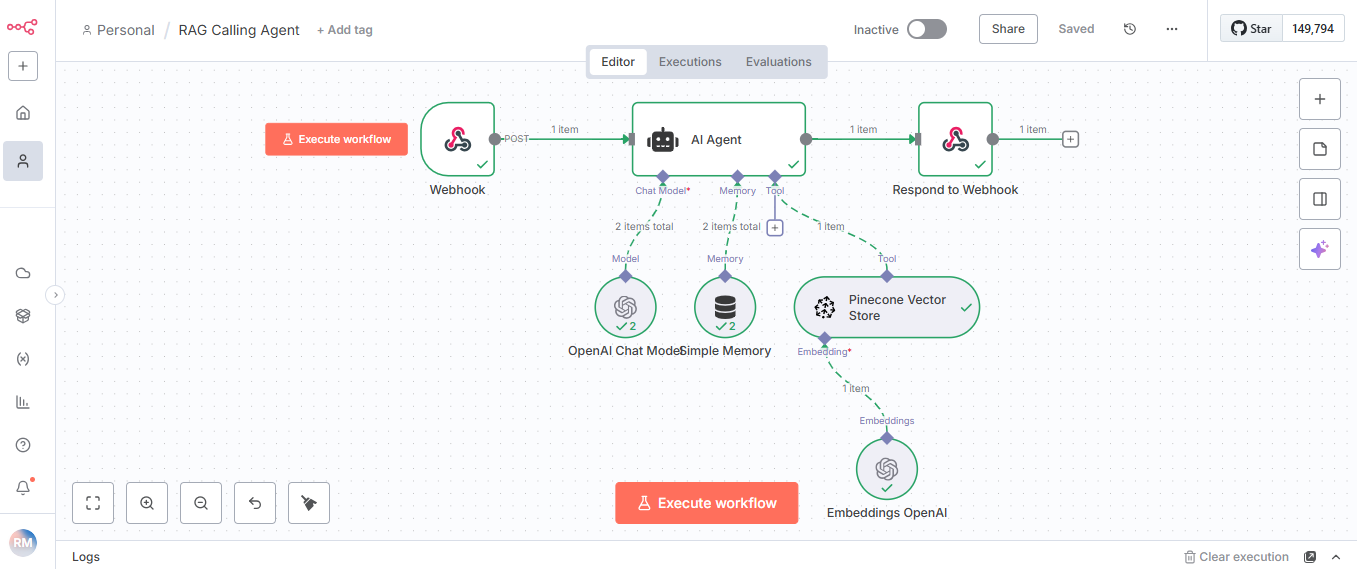 Personal / RAG Calling Agent + Add tag
Inactive
Share
Saved
Star 149,794
Editor Executions Evaluations
Execute workflow
POST
1 item
AI Agent
1 item
1 item
Webhook
Chat Model*
Memory
Tool
Respond to Webhook
2 items total
2 items total
1 item
Model
Memory
Tool
2
2
Pinecone Vector
Store
OpenAI Chat Model
Simple Memory
Embedding*
1 item
Embeddings
Embeddings OpenAI
Execute workflow
RM
Logs
Clear execution